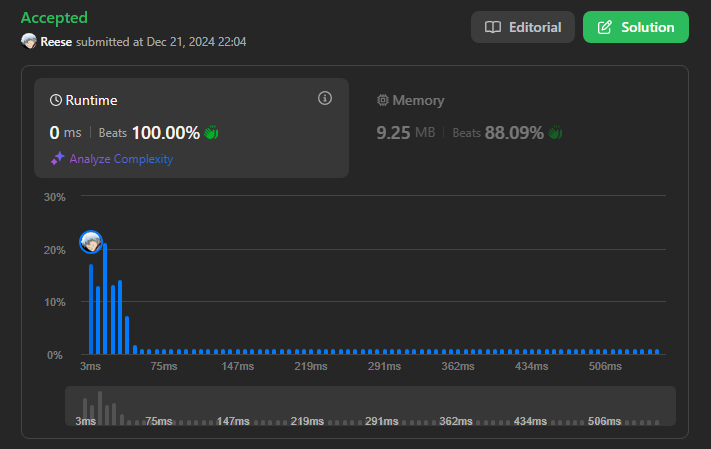 Accepted
Reese submitted at Dec 21, 2024 22:04
Editorial
Solution
Runtime
0 ms | Beats 100.00%
Analyze Complexity
Memory
9.25 MB | Beats 88.09%
30%
20%
10%
0%
3ms 75ms 147ms 219ms 291ms 362ms 434ms 506ms
3ms 75ms 147ms 219ms 291ms 362ms 434ms 506ms